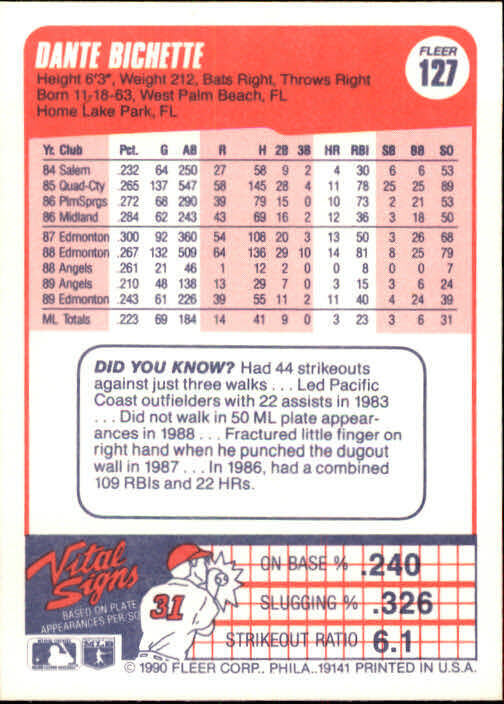 DANTE BICHETTE
FLEER
127
Height 6'3", Weight 212, Bats Right, Throws Right
Born 11-18-63, West Palm Beach, FL
Home Lake Park, FL
Yr. Club Pct. G AB R H 2B 3B HR RBI SB BB SO
84 Salem .232 64 250 27 58 9 2 4 30 6 6 53
85 Quad-Cty .265 137 547 58 145 28 4 11 78 25 25 89
86 PlmSprgs .272 68 290 39 79 15 0 10 73 2 21 53
86 Midland .284 62 243 43 69 16 2 12 36 3 18 50
87 Edmonton .300 92 360 54 108 20 3 13 50 3 26 68
88 Edmonton .267 132 509 64 136 29 10 14 81 8 25 79
88 Angels .261 21 46 1 12 2 0 0 8 0 0 7
89 Angels .210 48 138 13 29 7 0 3 15 3 6 24
89 Edmonton .243 61 226 39 55 11 2 11 40 4 24 39
ML Totals .223 69 184 14 41 9 0 3 23 3 6 31
DID YOU KNOW? Had 44 strikeouts
against just three walks . . . Led Pacific
Coast outfielders with 22 assists in 1983
. . . Did not walk in 50 ML plate appear-
ances in 1988 . . . Fractured little finger on
right hand when he punched the dugout
wall in 1987 . . . In 1986, had a combined
109 RBIs and 22 HRs.
Vital
Signs
BASED ON PLATE
APPEARANCES PER/SO
31
ON BASE % .240
SLUGGING % .326
STRIKEOUT RATIO 6.1
MLB
© 1990 FLEER CORP., PHILA., 19141 PRINTED IN U.S.A.